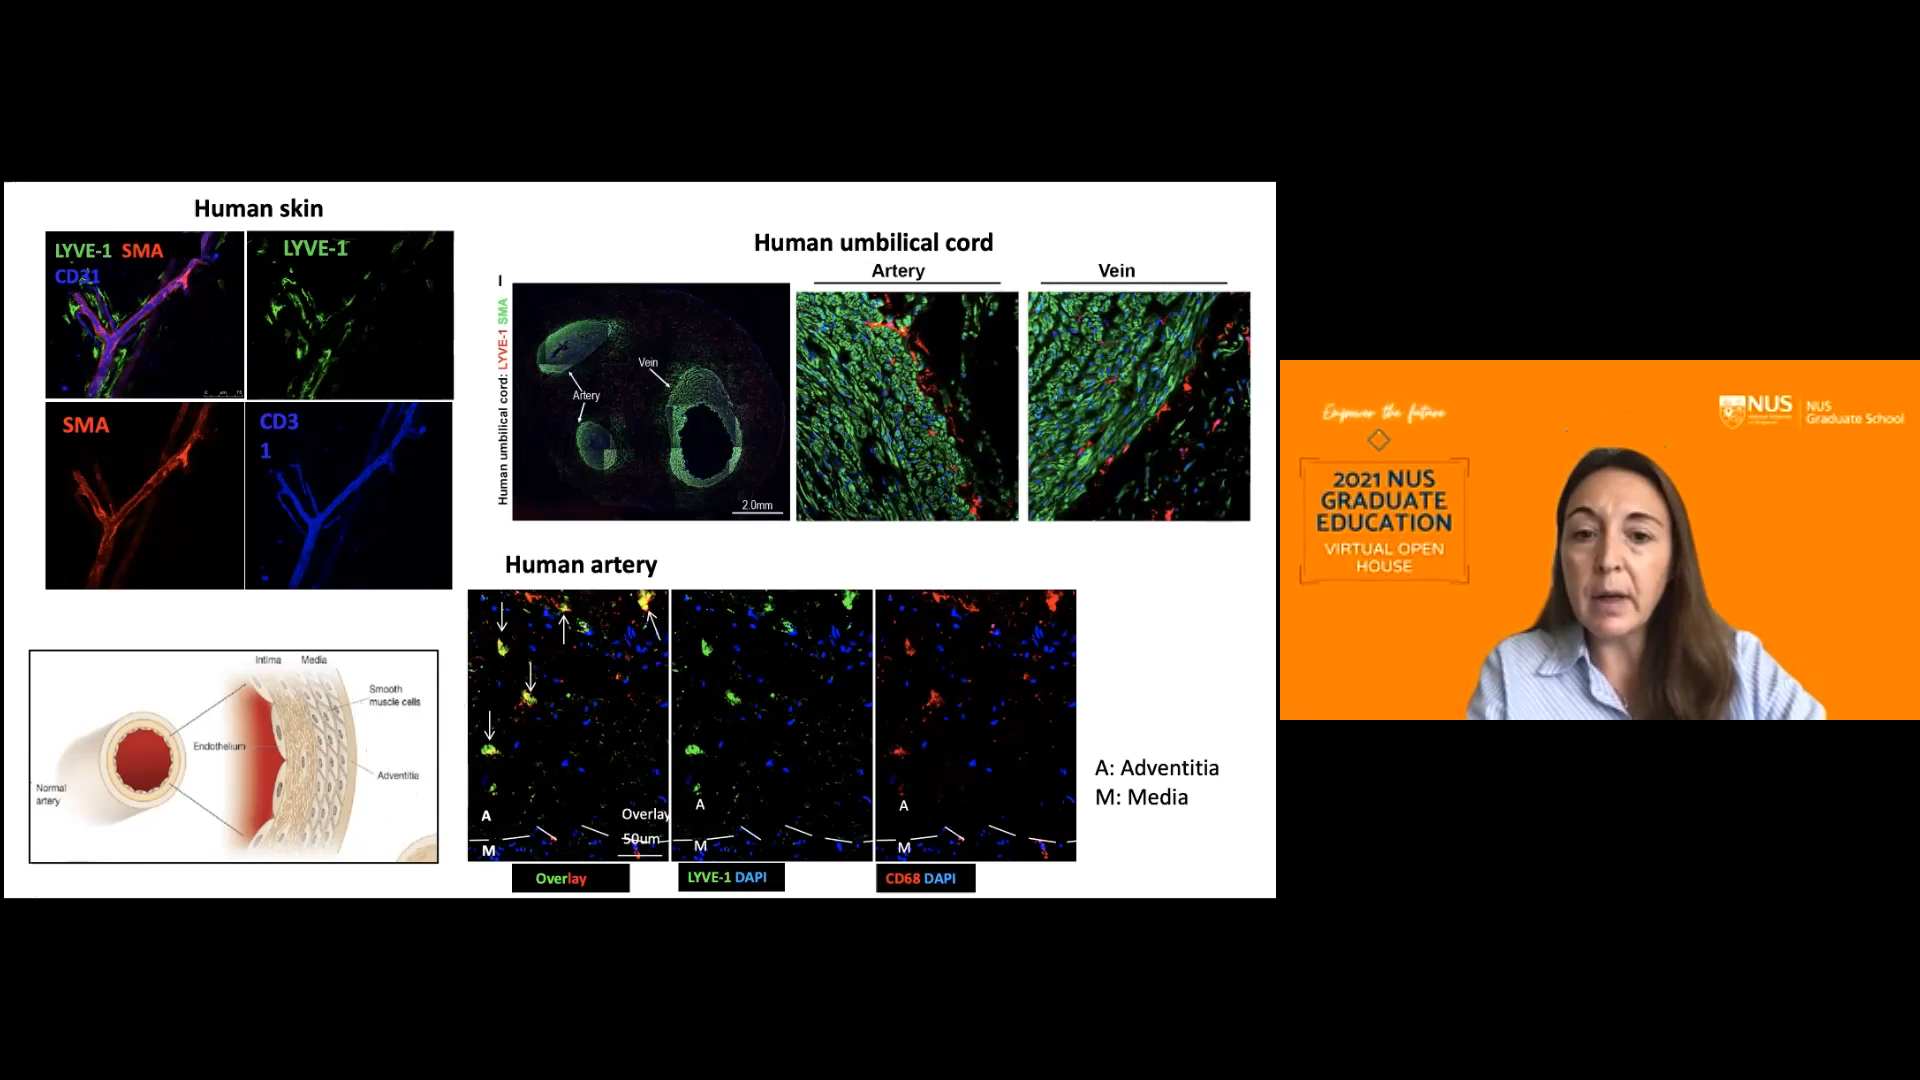 Human skin
LYVE-1 SMA
CD31
LYVE-1
SMA
CD3
1
Human umbilical cord
Artery
Vein
I
Human umbilical cord: LYVE-1 SMA
Vein
Artery
2.0mm
Human artery
A
M
Overlay
50um
A
M
A
M
Overlay
LYVE-1 DAPI
CD68 DAPI
A: Adventitia
M: Media
Intima Media
Smooth
muscle cells
Endothelium
Adventitia
Normal
artery
Empower the future
2021 NUS
GRADUATE
EDUCATION
VIRTUAL OPEN
HOUSE
NUS
NUS
Graduate School